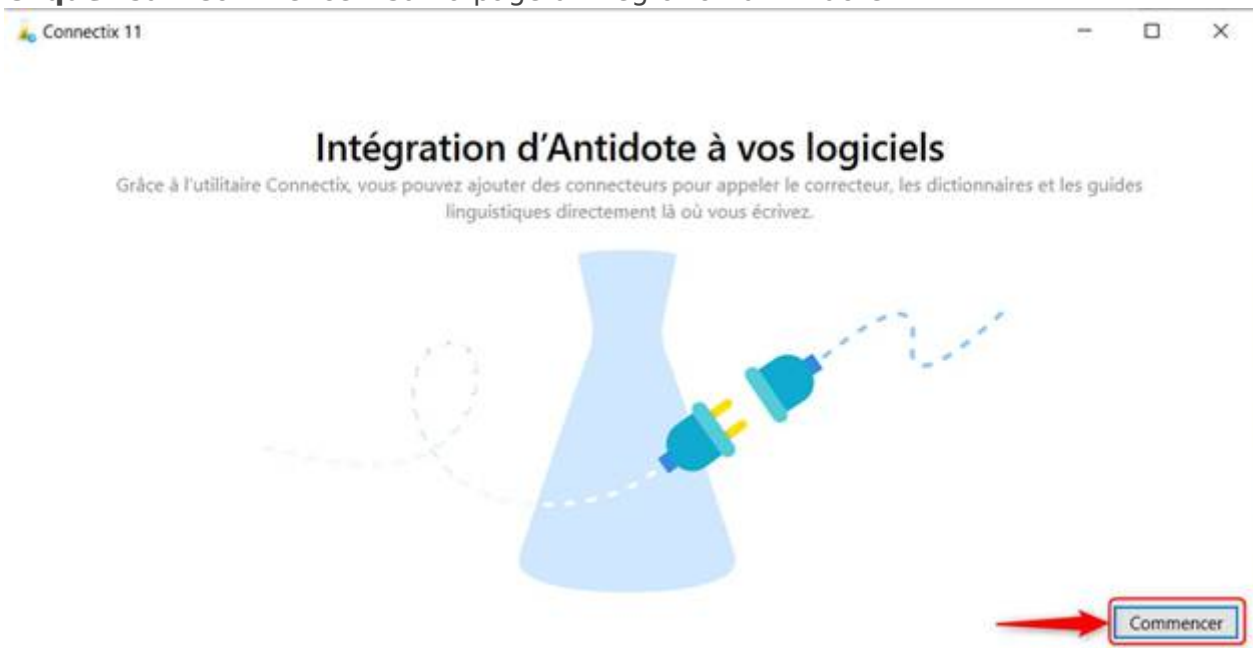 Connectix 11
Intégration d'Antidote à vos logiciels
Grâce à l'utilitaire Connectix, vous pouvez ajouter des connecteurs pour appeler le correcteur, les dictionnaires et les guides
linguistiques directement là où vous écrivez.
Commencer